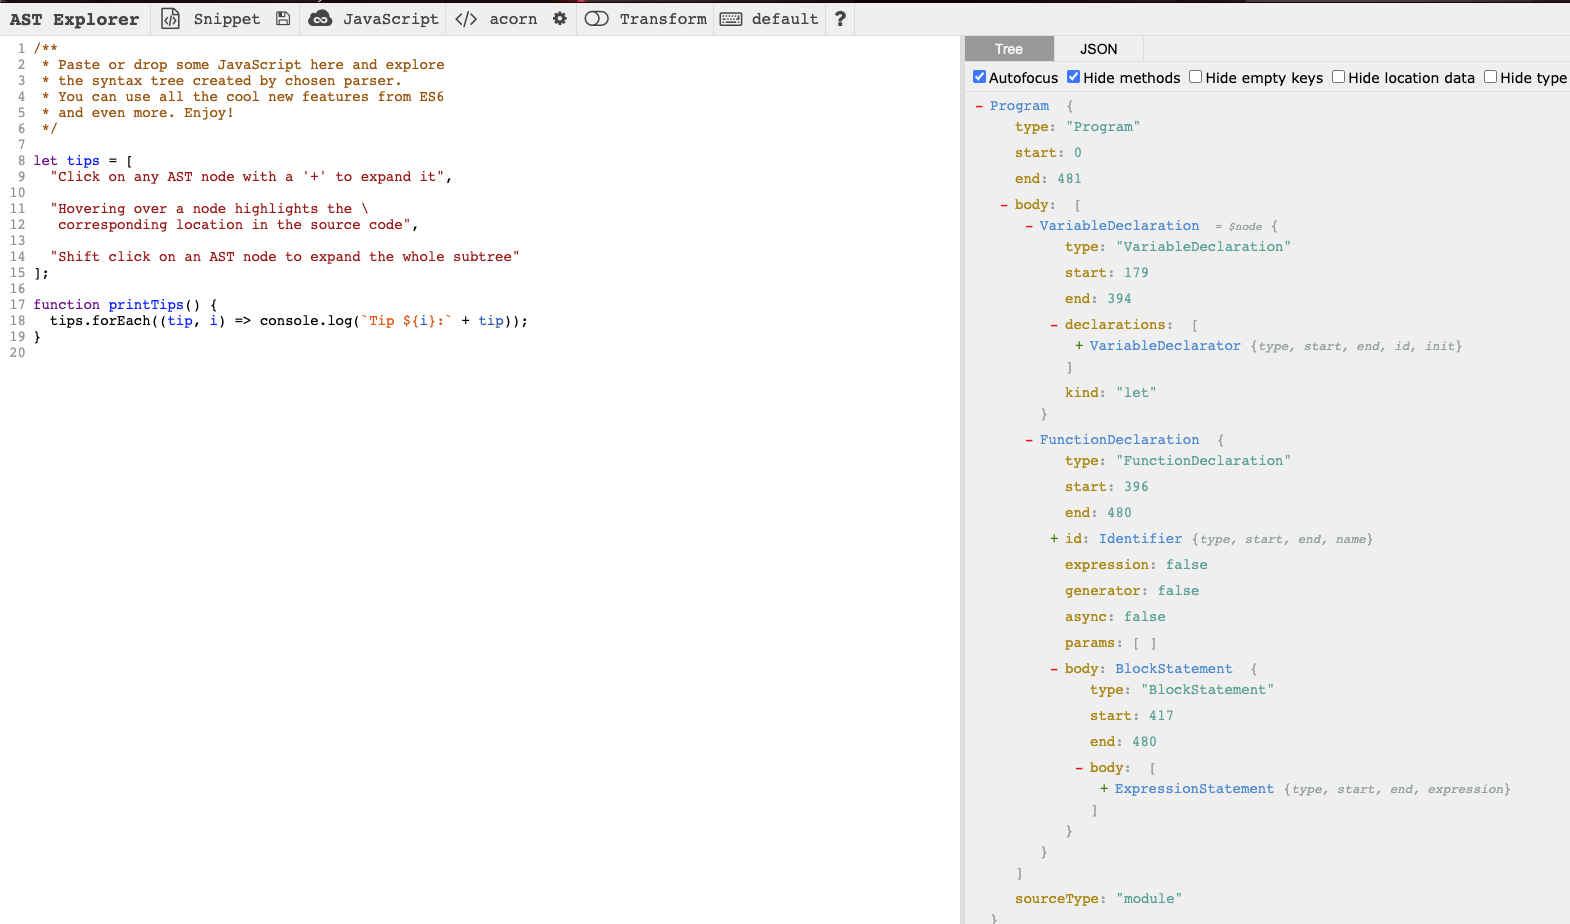 AST Explorer Snippet JavaScript </> acorn Transform default ?
Tree JSON
Autofocus Hide methods Hide empty keys Hide location data Hide type
1 /**
2  * Paste or drop some JavaScript here and explore
3  * the syntax tree created by chosen parser.
4  * You can use all the cool new features from ES6
5  * and even more. Enjoy!
6  */
7
8 let tips = [
9   "Click on any AST node with a '+' to expand it",
10
11   "Hovering over a node highlights the \
12    corresponding location in the source code",
13
14   "Shift click on an AST node to expand the whole subtree"
15 ];
16
17 function printTips() {
18   tips.forEach((tip, i) => console.log(`Tip ${i}:` + tip));
19 }
20
- Program {
type: "Program"
start: 0
end: 481
- body: [
- VariableDeclaration = $node {
type: "VariableDeclaration"
start: 179
end: 394
- declarations: [
+ VariableDeclarator {type, start, end, id, init}
]
kind: "let"
}
- FunctionDeclaration {
type: "FunctionDeclaration"
start: 396
end: 480
+ id: Identifier {type, start, end, name}
expression: false
generator: false
async: false
params: [ ]
- body: BlockStatement {
type: "BlockStatement"
start: 417
end: 480
- body: [
+ ExpressionStatement {type, start, end, expression}
]
}
}
]
sourceType: "module"
}